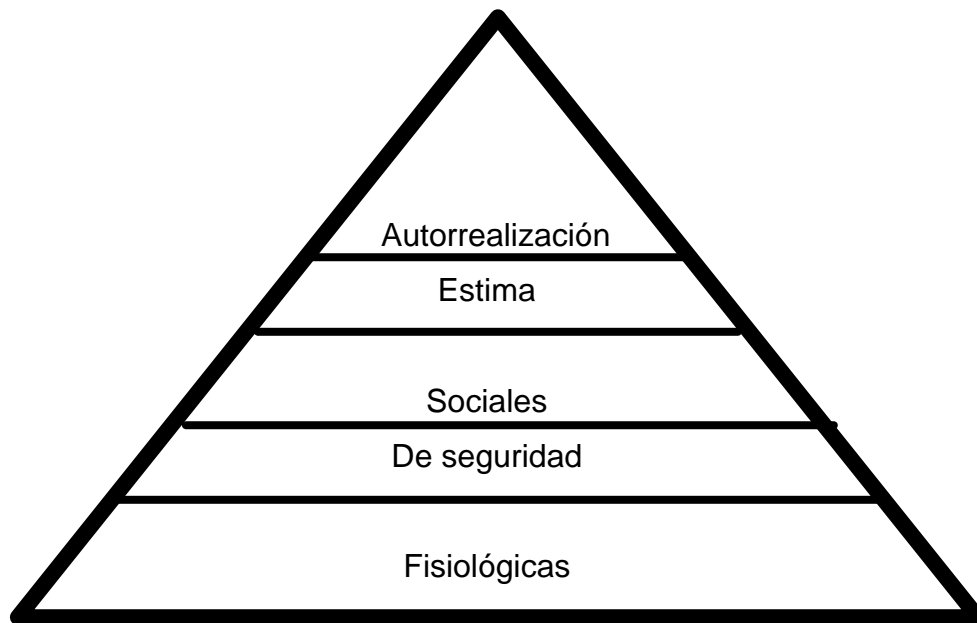 Autorrealización
Estima
Sociales
De seguridad
Fisiológicas